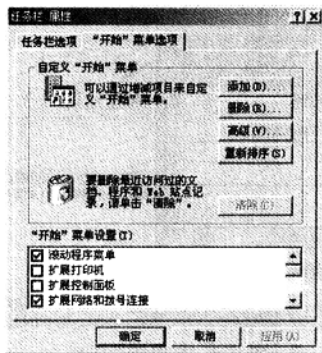 任务栏 属性
任务栏选项 “开始”菜单选项
自定义“开始”菜单
可以通过增减项目来自定
义“开始”菜单。
添加(D)...
删除(R)...
高级(V)...
重新排序(S)
要删除最近访问过的文
档、程序和 Web 站点记
录，请单击“清除”。
清除(C)
“开始”菜单设置(T)
滚动程序菜单
扩展打印机
扩展控制面板
扩展网络和拨号连接
确定 取消 应用(A)